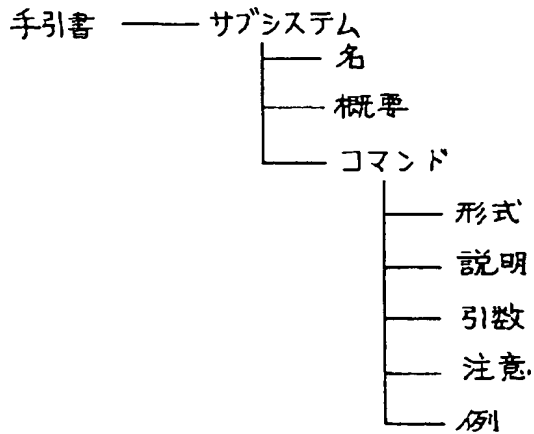 手引書 サブシステム
名
概要
コマンド
形式
説明
引数
注意
例